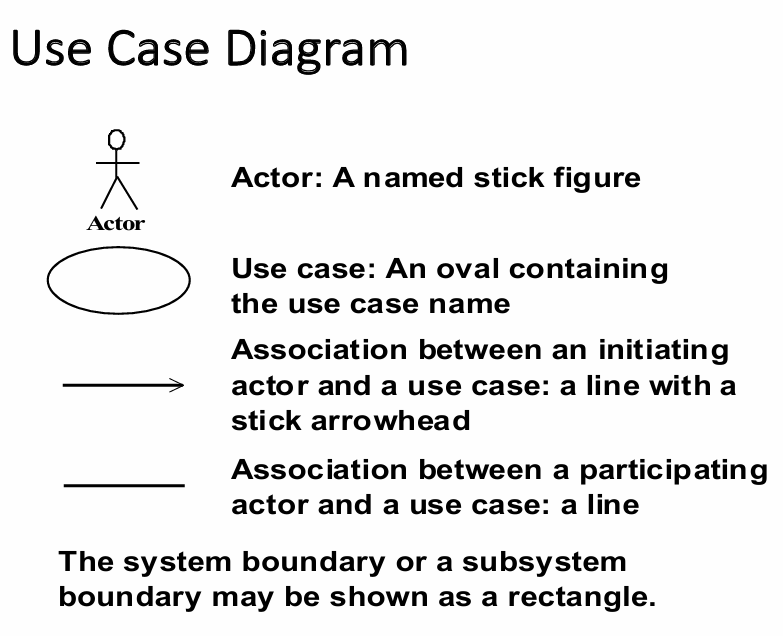 Use Case Diagram
Actor: A named stick figure
Actor
Use case: An oval containing
the use case name
Association between an initiating
actor and a use case: a line with a
stick arrowhead
Association between a participating
actor and a use case: a line
The system boundary or a subsystem
boundary may be shown as a rectangle.